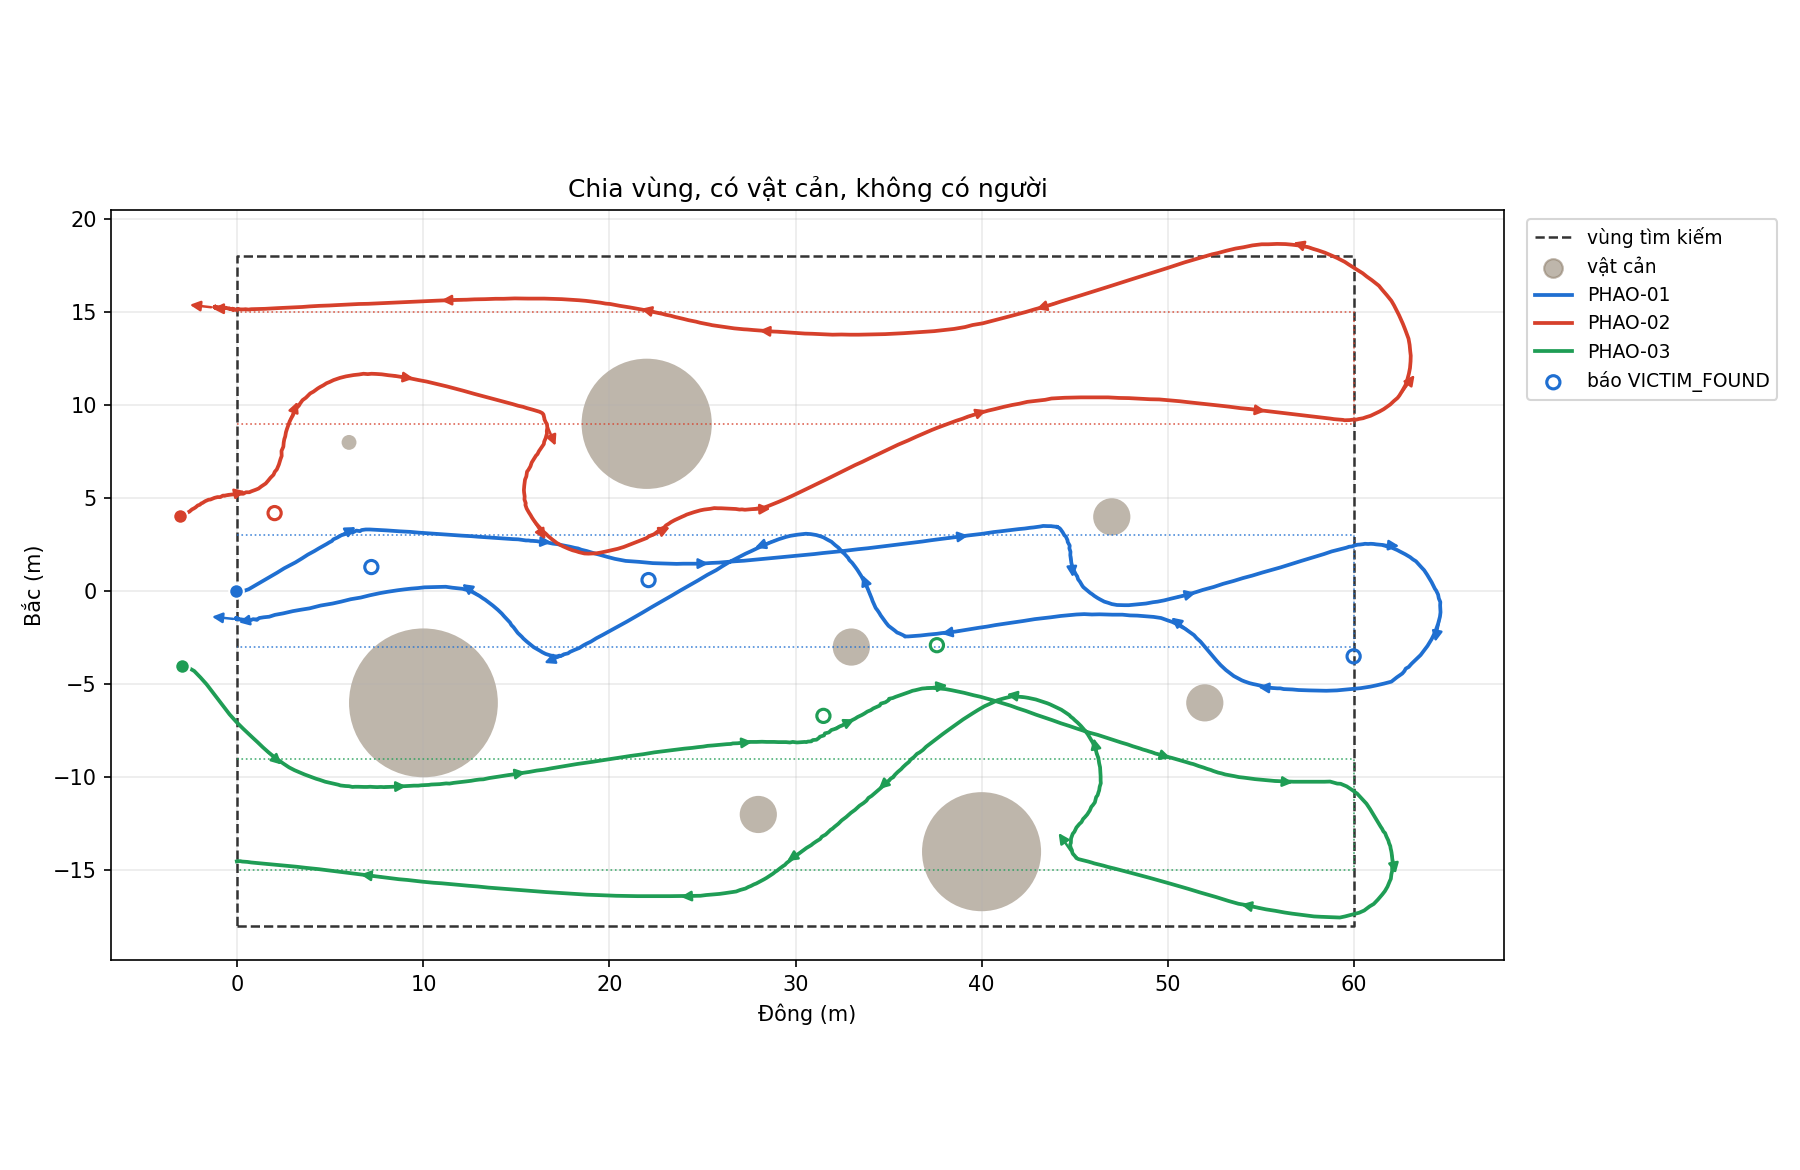 Chia vùng, có vật cản, không có người
20
15
10
5
0
−5
−10
−15
Bắc (m)
0
10
20
30
40
50
60
Đông (m)
vùng tìm kiếm
vật cản
PHAO-01
PHAO-02
PHAO-03
báo VICTIM_FOUND